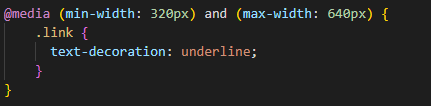 @media (min-width: 320px) and (max-width: 640px) {
    .link {
      text-decoration: underline;
    }
}